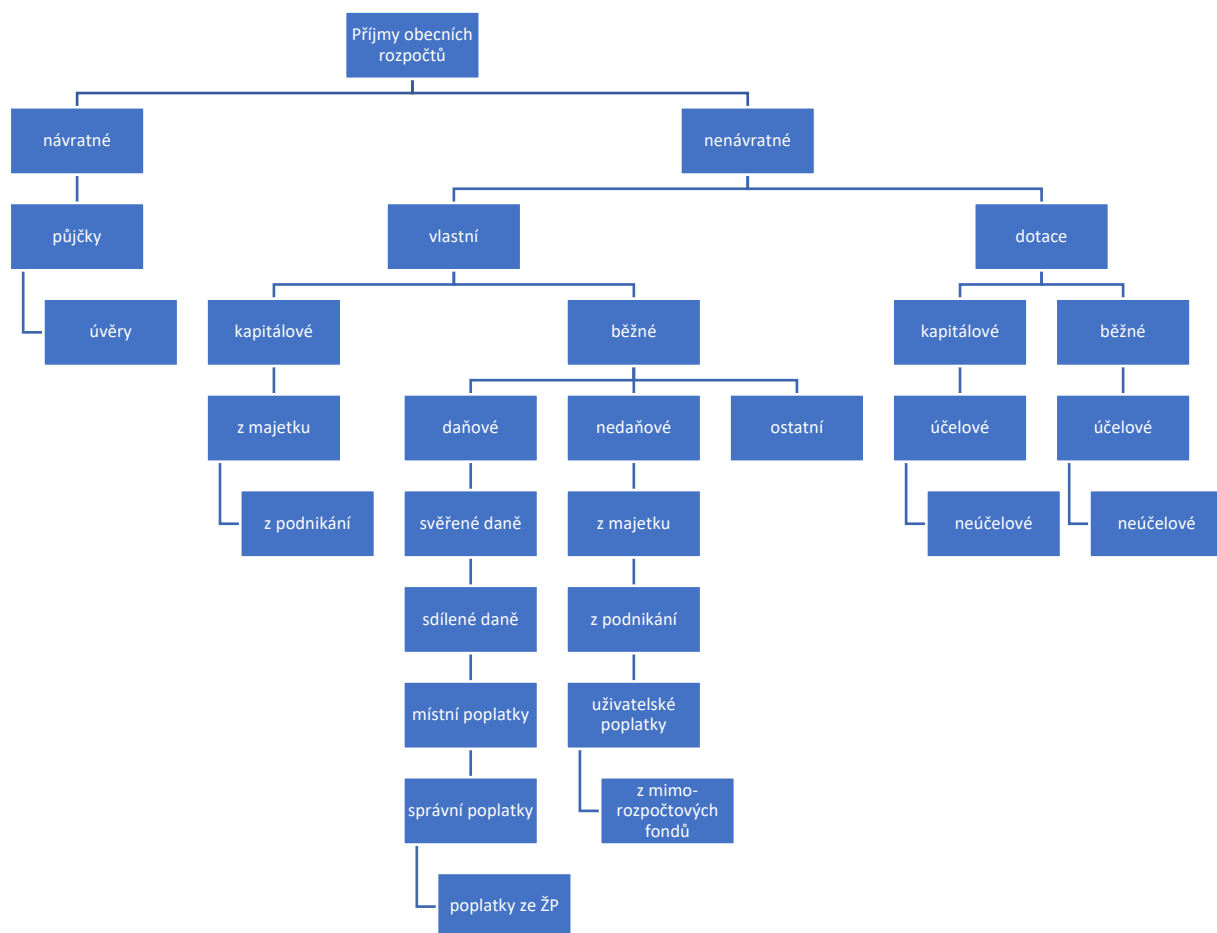 Příjmy obecních
rozpočtů
návratné
nenávratné
půjčky
vlastní
dotace
úvěry
kapitálové
běžné
kapitálové
běžné
z majetku
daňové
nedaňové
ostatní
účelové
účelové
z podnikání
svěřené daně
z majetku
neúčelové
neúčelové
sdílené daně
z podnikání
místní poplatky
uživatelské
poplatky
správní poplatky
z mimo-
rozpočtových
fondů
poplatky ze ŽP